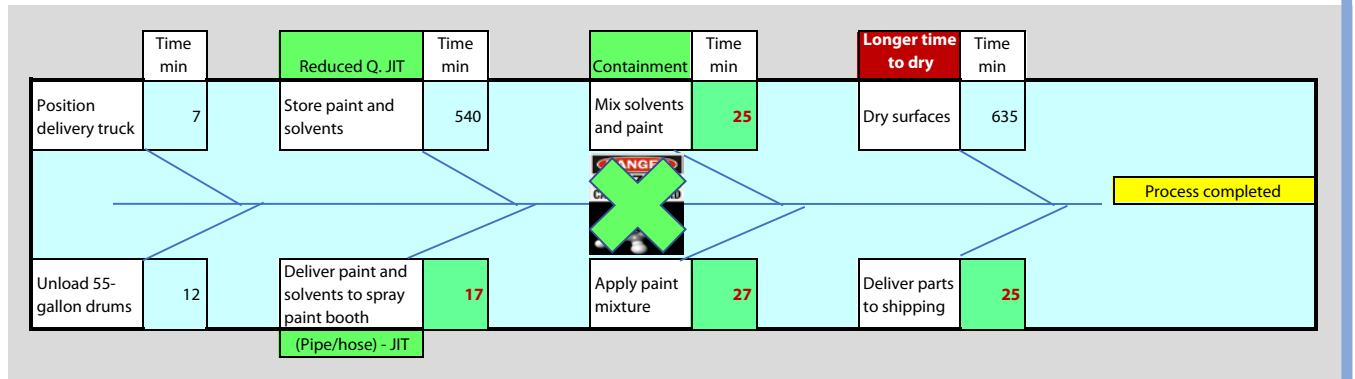 Time
min
Reduced Q. JIT
Time
min
Containment
Time
min
Longer time
to dry
Time
min
Position
delivery truck
7
Store paint and
solvents
540
Mix solvents
and paint
25
Dry surfaces
635
Process completed
Unload 55-
gallon drums
12
Deliver paint and
solvents to spray
paint booth
17
Apply paint
mixture
27
Deliver parts
to shipping
25
(Pipe/hose) - JIT